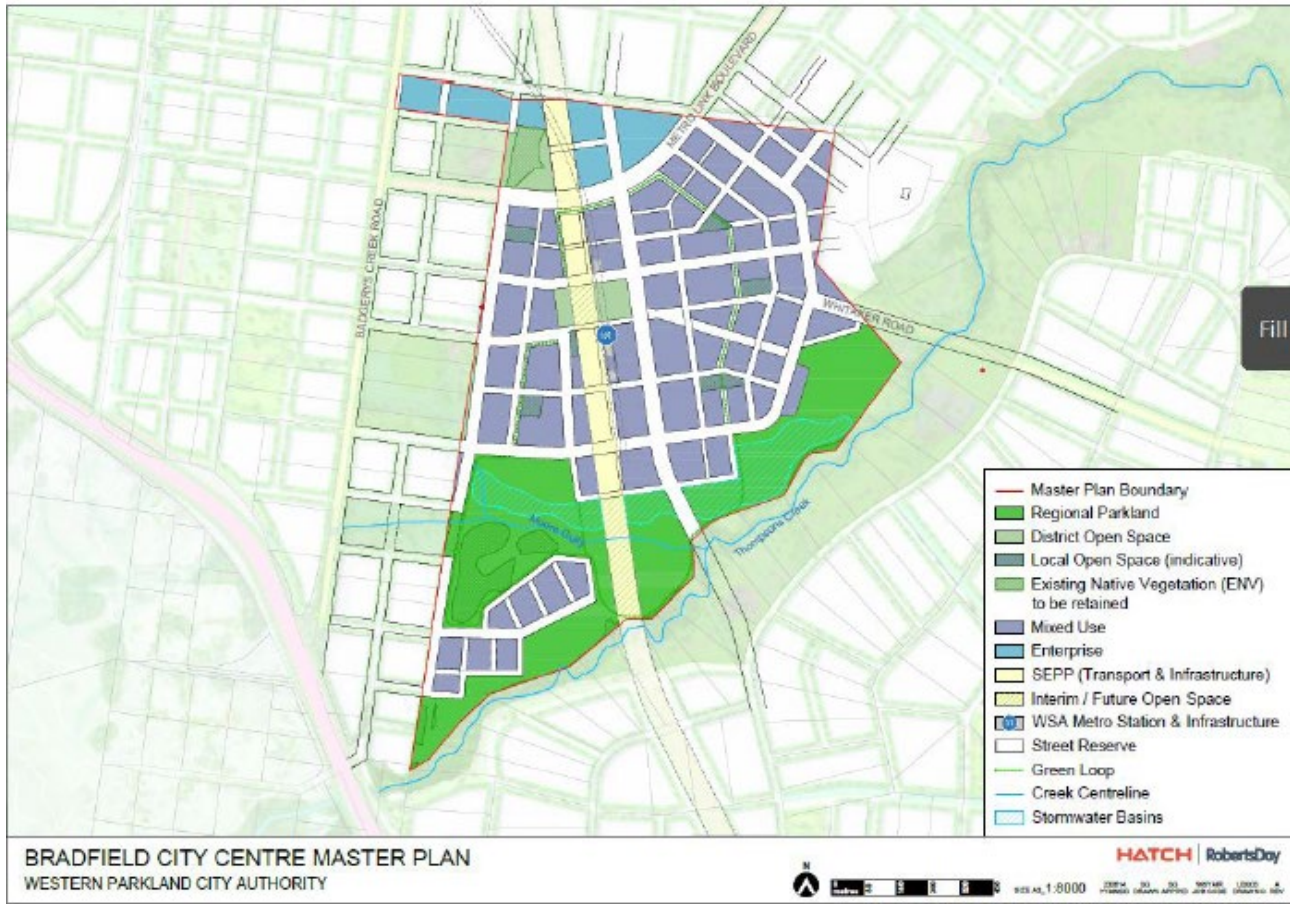 METRO LINK BOULEVARD
BADGERYS CREEK ROAD
WHITAKER ROAD
Fill
Moore Gully
Thompsons Creek
Master Plan Boundary
Regional Parkland
District Open Space
Local Open Space (indicative)
Existing Native Vegetation (ENV)
to be retained
Mixed Use
Enterprise
SEPP (Transport & Infrastructure)
Interim / Future Open Space
WSA Metro Station & Infrastructure
Street Reserve
Green Loop
Creek Centreline
Stormwater Basins
BRADFIELD CITY CENTRE MASTER PLAN
WESTERN PARKLAND CITY AUTHORITY
HATCH | RobertsDay
N
1:8000